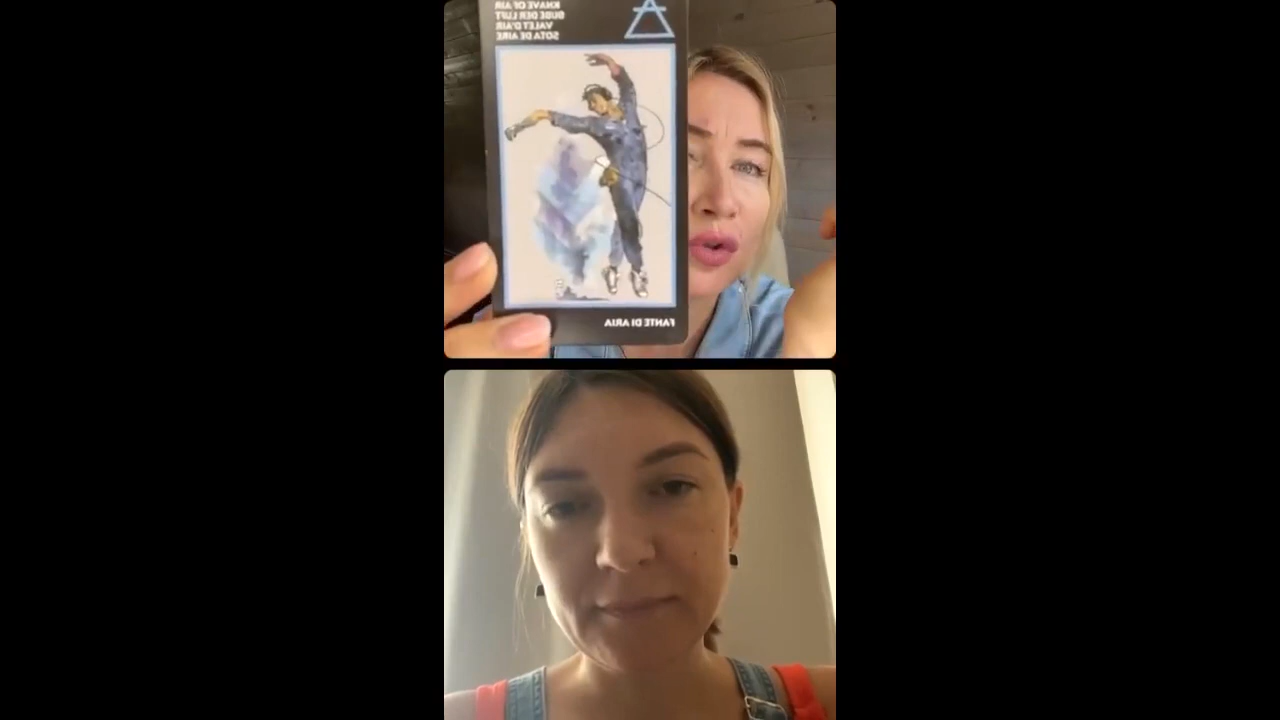 KNAVE OF AIR
BUBE DER LUFT
VALET D'AIR
SOTA DE AIRE
FANTE DI ARIA